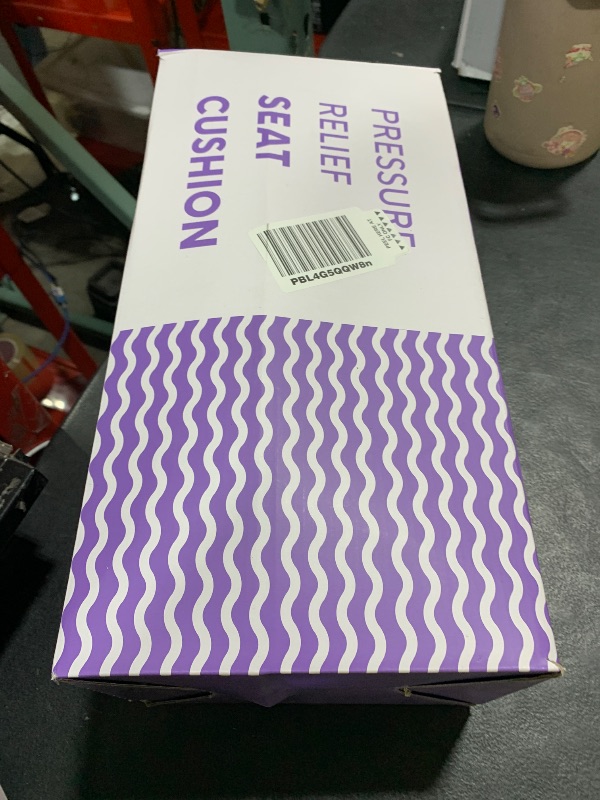 PRESSURE
RELIEF
SEAT
CUSHION
PBL4G5QQW8n